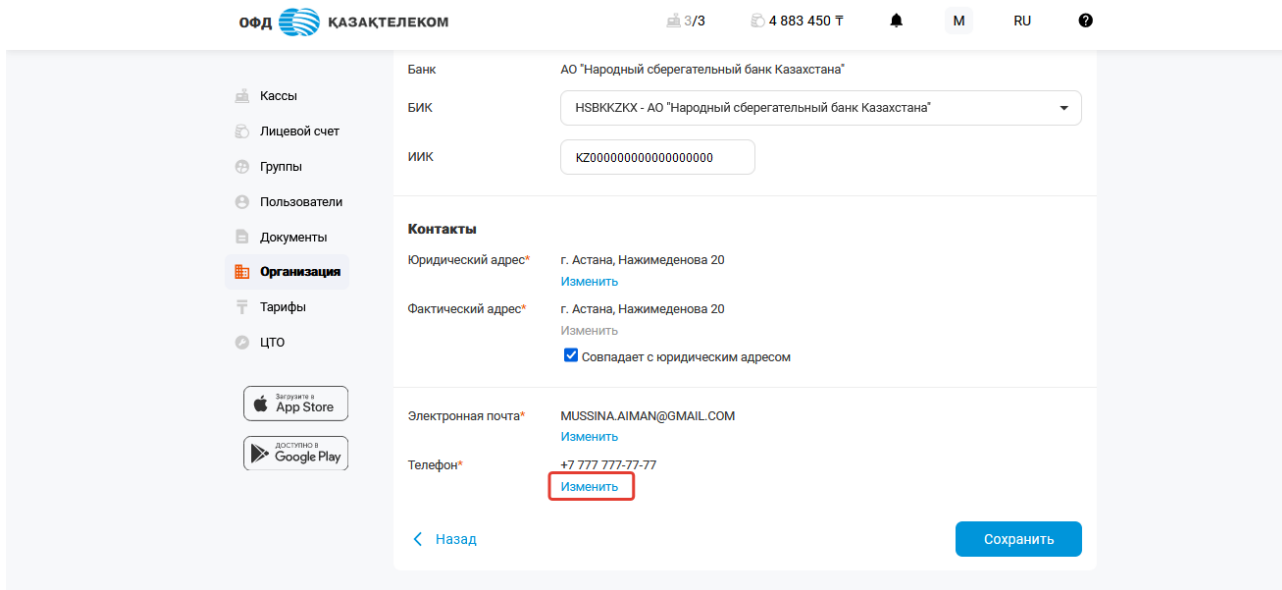 ОФД ҚАЗАҚТЕЛЕКОМ 3/3 4 883 450 ₸ M RU
Кассы
Лицевой счет
Группы
Пользователи
Документы
Организация
Тарифы
ЦТО
Загрузите в
App Store
ДОСТУПНО В
Google Play
Банк АО "Народный сберегательный банк Казахстана"
БИК HSBKKZKX - АО "Народный сберегательный банк Казахстана"
ИИК KZ000000000000000000
Контакты
Юридический адрес* г. Астана, Нажимеденова 20
Изменить
Фактический адрес* г. Астана, Нажимеденова 20
Изменить
Совпадает с юридическим адресом
Электронная почта* MUSSINA.AIMAN@GMAIL.COM
Изменить
Телефон* +7 777 777-77-77
Изменить
Назад Сохранить